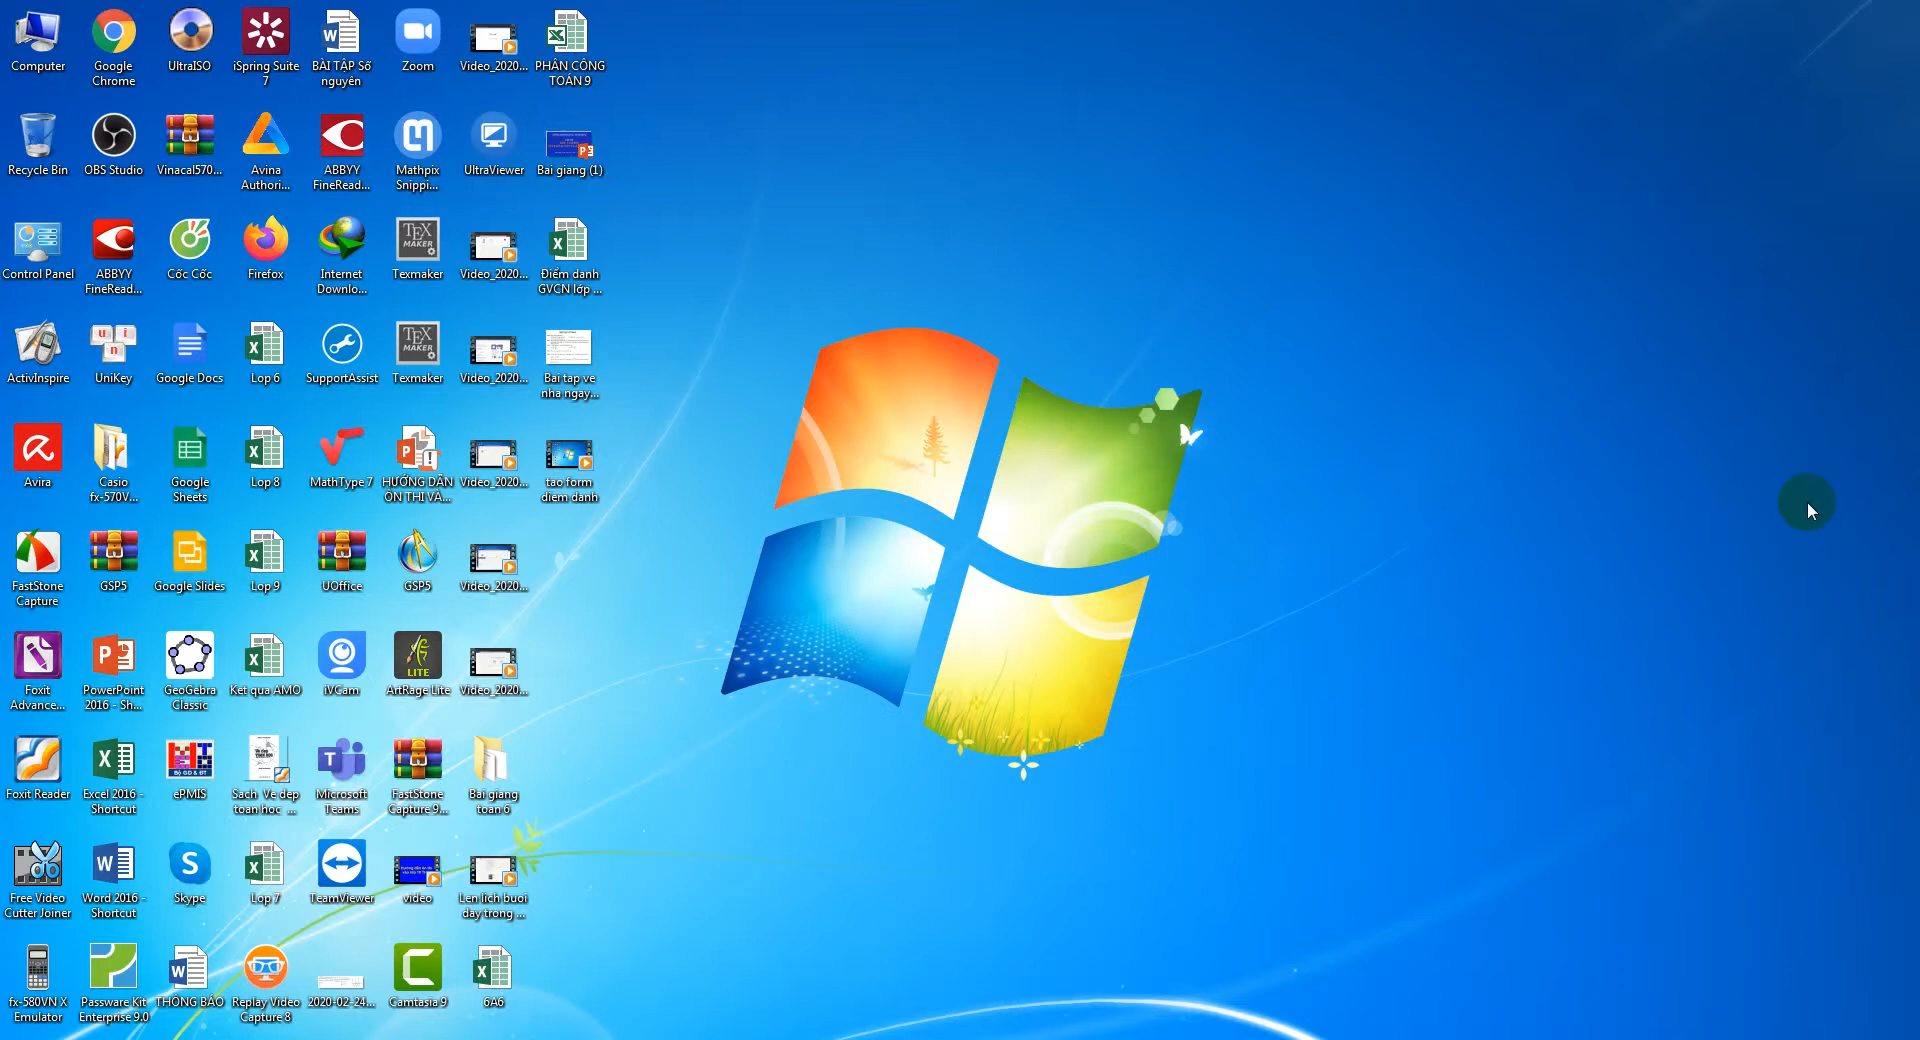 Computer
Google
Chrome
UltraISO
iSpring Suite
7
BÀI TẬP Số
nguyên
Zoom
Video_2020...
PHÂN CÔNG
TOÁN 9
Recycle Bin
OBS Studio
Vinacal570...
Avina
Authori...
ABBYY
FineRead...
Mathpix
Snippi...
UltraViewer
Bai giang (1)
Control Panel
ABBYY
FineRead...
Cốc Cốc
Firefox
Internet
Downlo...
TEX
MAKER
Texmaker
Video_2020...
Điểm danh
GVCN lớp ...
ActivInspire
UniKey
Google Docs
Lop 6
SupportAssist
TEX
MAKER
Texmaker
Video_2020...
Bai tap ve
nha ngay...
Avira
Casio
fx-570V...
Google
Sheets
Lop 8
MathType 7
HƯỚNG DẪN
ÔN THI VÀ...
Video_2020...
tao form
diem danh
FastStone
Capture
GSP5
Google Slides
Lop 9
UOffice
GSP5
Video_2020...
Foxit
Advance...
PowerPoint
2016 - Sh...
GeoGebra
Classic
Ket qua AMO
iVCam
LITE
ArtRage Lite
Video_2020...
Foxit Reader
Excel 2016 -
Shortcut
Bộ GD & ĐT
ePMIS
Sach Ve dep
toan hoc ...
Microsoft
Teams
FastStone
Capture 9...
Bai giang
toan 6
Free Video
Cutter Joiner
Word 2016 -
Shortcut
Skype
Lop 7
TeamViewer
video
Len lich buoi
day trong ...
fx-580VN X
Emulator
Passware Kit
Enterprise 9.0
THÔNG BÁO
Replay Video
Capture 8
2020-02-24...
Camtasia 9
6A6